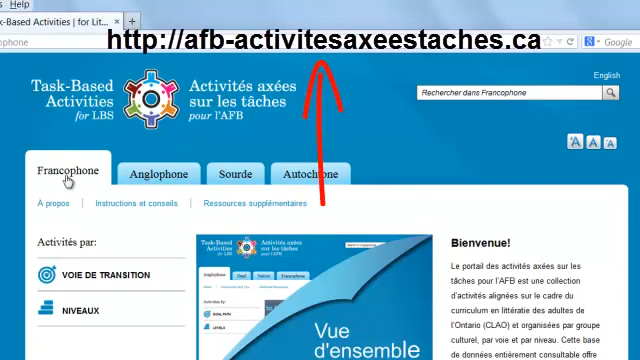 k-Based Activities | for Lit... ×
http://afb-activitesaxeestaches.ca
phone
Google
English
Task-Based
Activities
for LBS
Activités axées
sur les tâches
pour l'AFB
Rechercher dans Francophone
A A A
Francophone
Anglophone
Sourde
Autochtone
À propos
Instructions et conseils
Ressources supplémentaires
Activités par:
VOIE DE TRANSITION
NIVEAUX
Task-Based
Activities
for LBS
Activités axées
sur les tâches
pour l'AFB
Anglophone
Deaf
Native
Francophone
Activities by:
GOAL PATH
LEVELS
Vue
d'ensemble
Bienvenue!
Le portail des activités axées sur les
tâches pour l'AFB est une collection
d'activités alignées sur le cadre du
curriculum en littératie des adultes de
l'Ontario (CLAO) et organisées par groupe
culturel, par voie et par niveau. Cette base
de données entièrement consultable offre